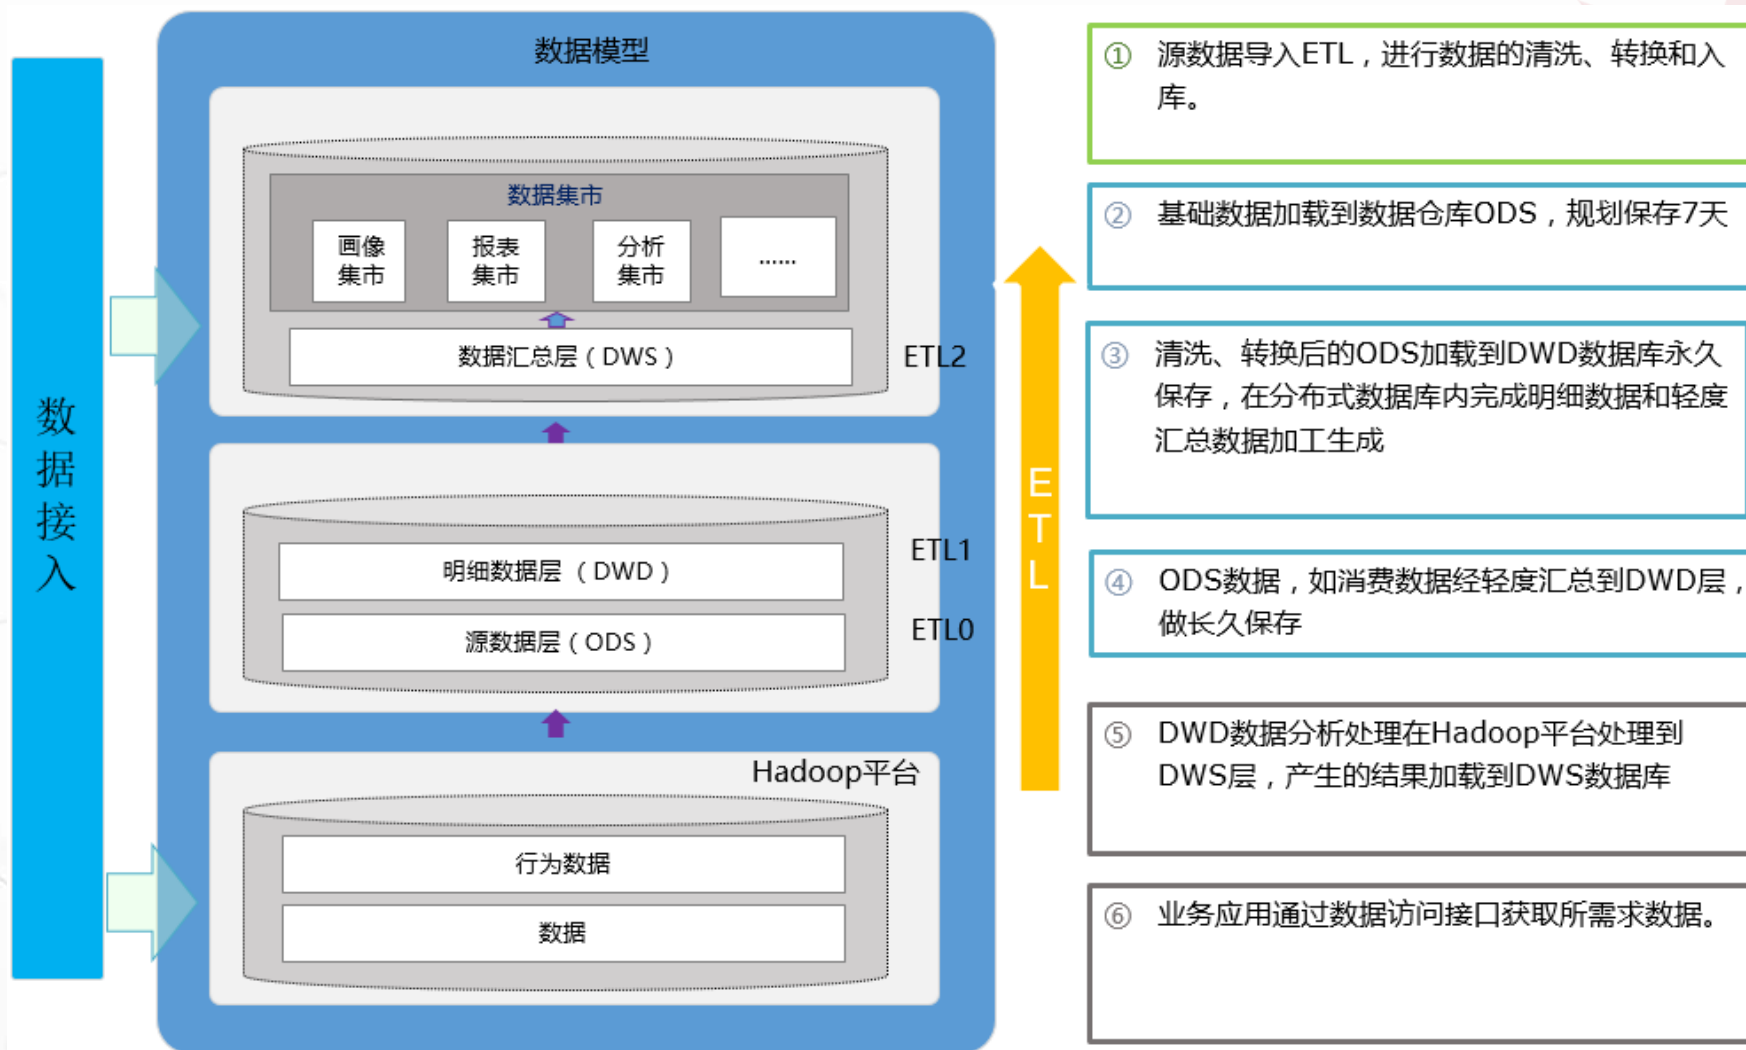 数据接入
数据模型
数据集市
画像
集市
报表
集市
分析
集市
......
数据汇总层（DWS）
ETL2
明细数据层 （DWD）
ETL1
源数据层（ODS）
ETL0
Hadoop平台
行为数据
数据
ETL
① 源数据导入ETL，进行数据的清洗、转换和入
库。
② 基础数据加载到数据仓库ODS，规划保存7天
③ 清洗、转换后的ODS加载到DWD数据库永久
保存，在分布式数据库内完成明细数据和轻度
汇总数据加工生成
④ ODS数据，如消费数据经轻度汇总到DWD层，
做长久保存
⑤ DWD数据分析处理在Hadoop平台处理到
DWS层，产生的结果加载到DWS数据库
⑥ 业务应用通过数据访问接口获取所需求数据。